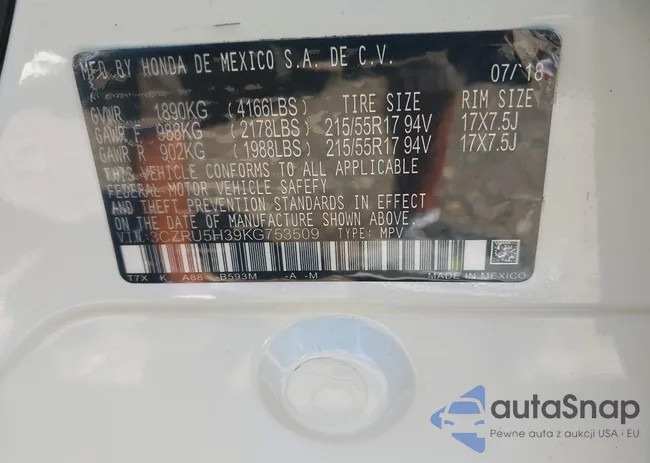 MFD BY HONDA DE MEXICO S.A. DE C.V. 07/'18
GVWR 1890KG (4166LBS) TIRE SIZE RIM SIZE
GAWR F 988KG (2178LBS) 215/55R17 94V 17X7.5J
GAWR R 902KG (1988LBS) 215/55R17 94V 17X7.5J
THIS VEHICLE CONFORMS TO ALL APPLICABLE
FEDERAL MOTOR VEHICLE SAFETY
AND THEFT PREVENTION STANDARDS IN EFFECT
ON THE DATE OF MANUFACTURE SHOWN ABOVE.
V.I.N.: 3CZRU5H39KG753509 TYPE: MPV
T7X K A88 -B593M -A -M MADE IN MEXICO
autaSnap
Pewne auta z aukcji USA i EU